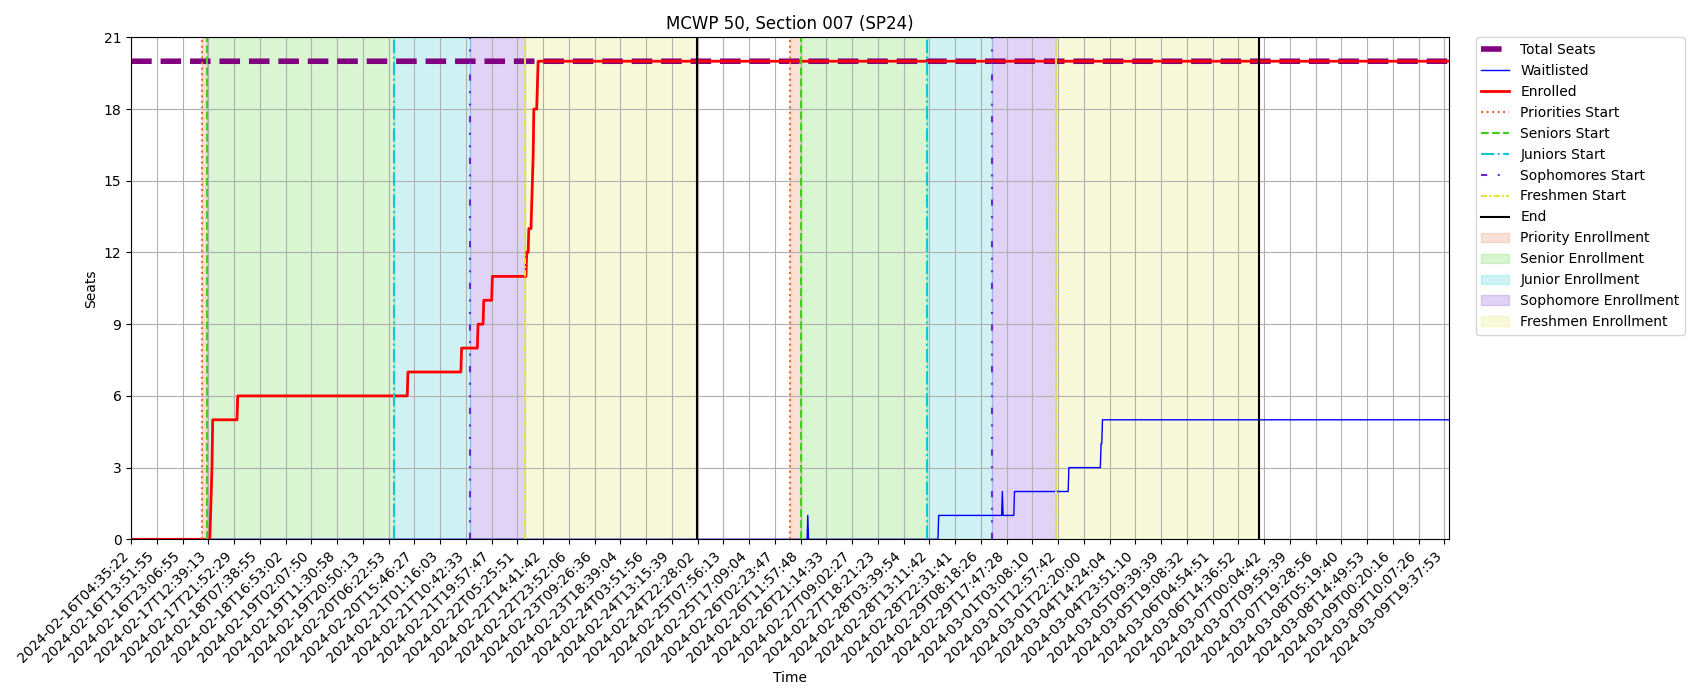 MCWP 50, Section 007 (SP24)
Seats
21
18
15
12
9
6
3
0
2024-02-16T04:35:22
2024-02-16T13:51:55
2024-02-16T23:06:55
2024-02-17T12:39:13
2024-02-17T21:52:29
2024-02-18T07:38:55
2024-02-18T16:53:02
2024-02-19T02:07:50
2024-02-19T11:30:58
2024-02-19T20:50:13
2024-02-20T06:22:53
2024-02-20T15:46:27
2024-02-21T01:16:03
2024-02-21T10:42:33
2024-02-21T19:57:47
2024-02-22T05:25:51
2024-02-22T14:41:42
2024-02-22T23:52:06
2024-02-23T09:26:36
2024-02-23T18:39:04
2024-02-24T03:51:56
2024-02-24T13:15:39
2024-02-24T22:28:02
2024-02-25T07:56:13
2024-02-25T17:09:04
2024-02-26T02:23:47
2024-02-26T11:57:48
2024-02-26T21:14:33
2024-02-27T09:02:27
2024-02-27T18:21:23
2024-02-28T03:39:54
2024-02-28T13:11:42
2024-02-28T22:31:41
2024-02-29T08:18:26
2024-02-29T17:47:28
2024-03-01T03:08:10
2024-03-01T12:57:42
2024-03-01T22:20:00
2024-03-04T14:24:04
2024-03-04T23:51:10
2024-03-05T09:39:39
2024-03-05T19:08:32
2024-03-06T04:54:51
2024-03-06T14:36:52
2024-03-07T00:04:42
2024-03-07T09:59:39
2024-03-07T19:28:56
2024-03-08T05:19:40
2024-03-08T14:49:53
2024-03-09T00:20:16
2024-03-09T10:07:26
2024-03-09T19:37:53
Time
Total Seats
Waitlisted
Enrolled
Priorities Start
Seniors Start
Juniors Start
Sophomores Start
Freshmen Start
End
Priority Enrollment
Senior Enrollment
Junior Enrollment
Sophomore Enrollment
Freshmen Enrollment